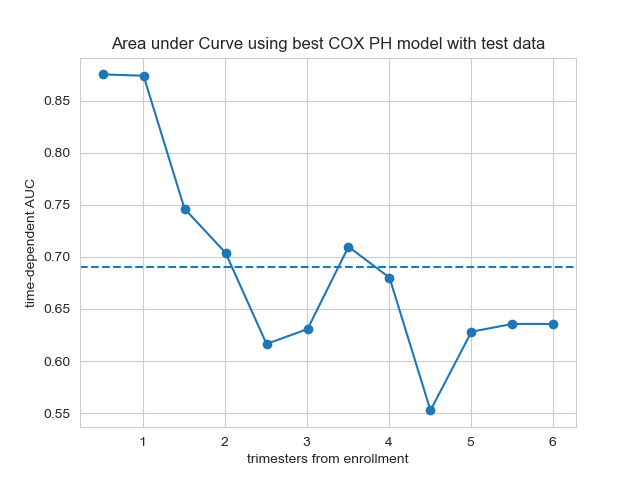 Area under Curve using best COX PH model with test data
time-dependent AUC
0.85
0.80
0.75
0.70
0.65
0.60
0.55
1 2 3 4 5 6
trimesters from enrollment